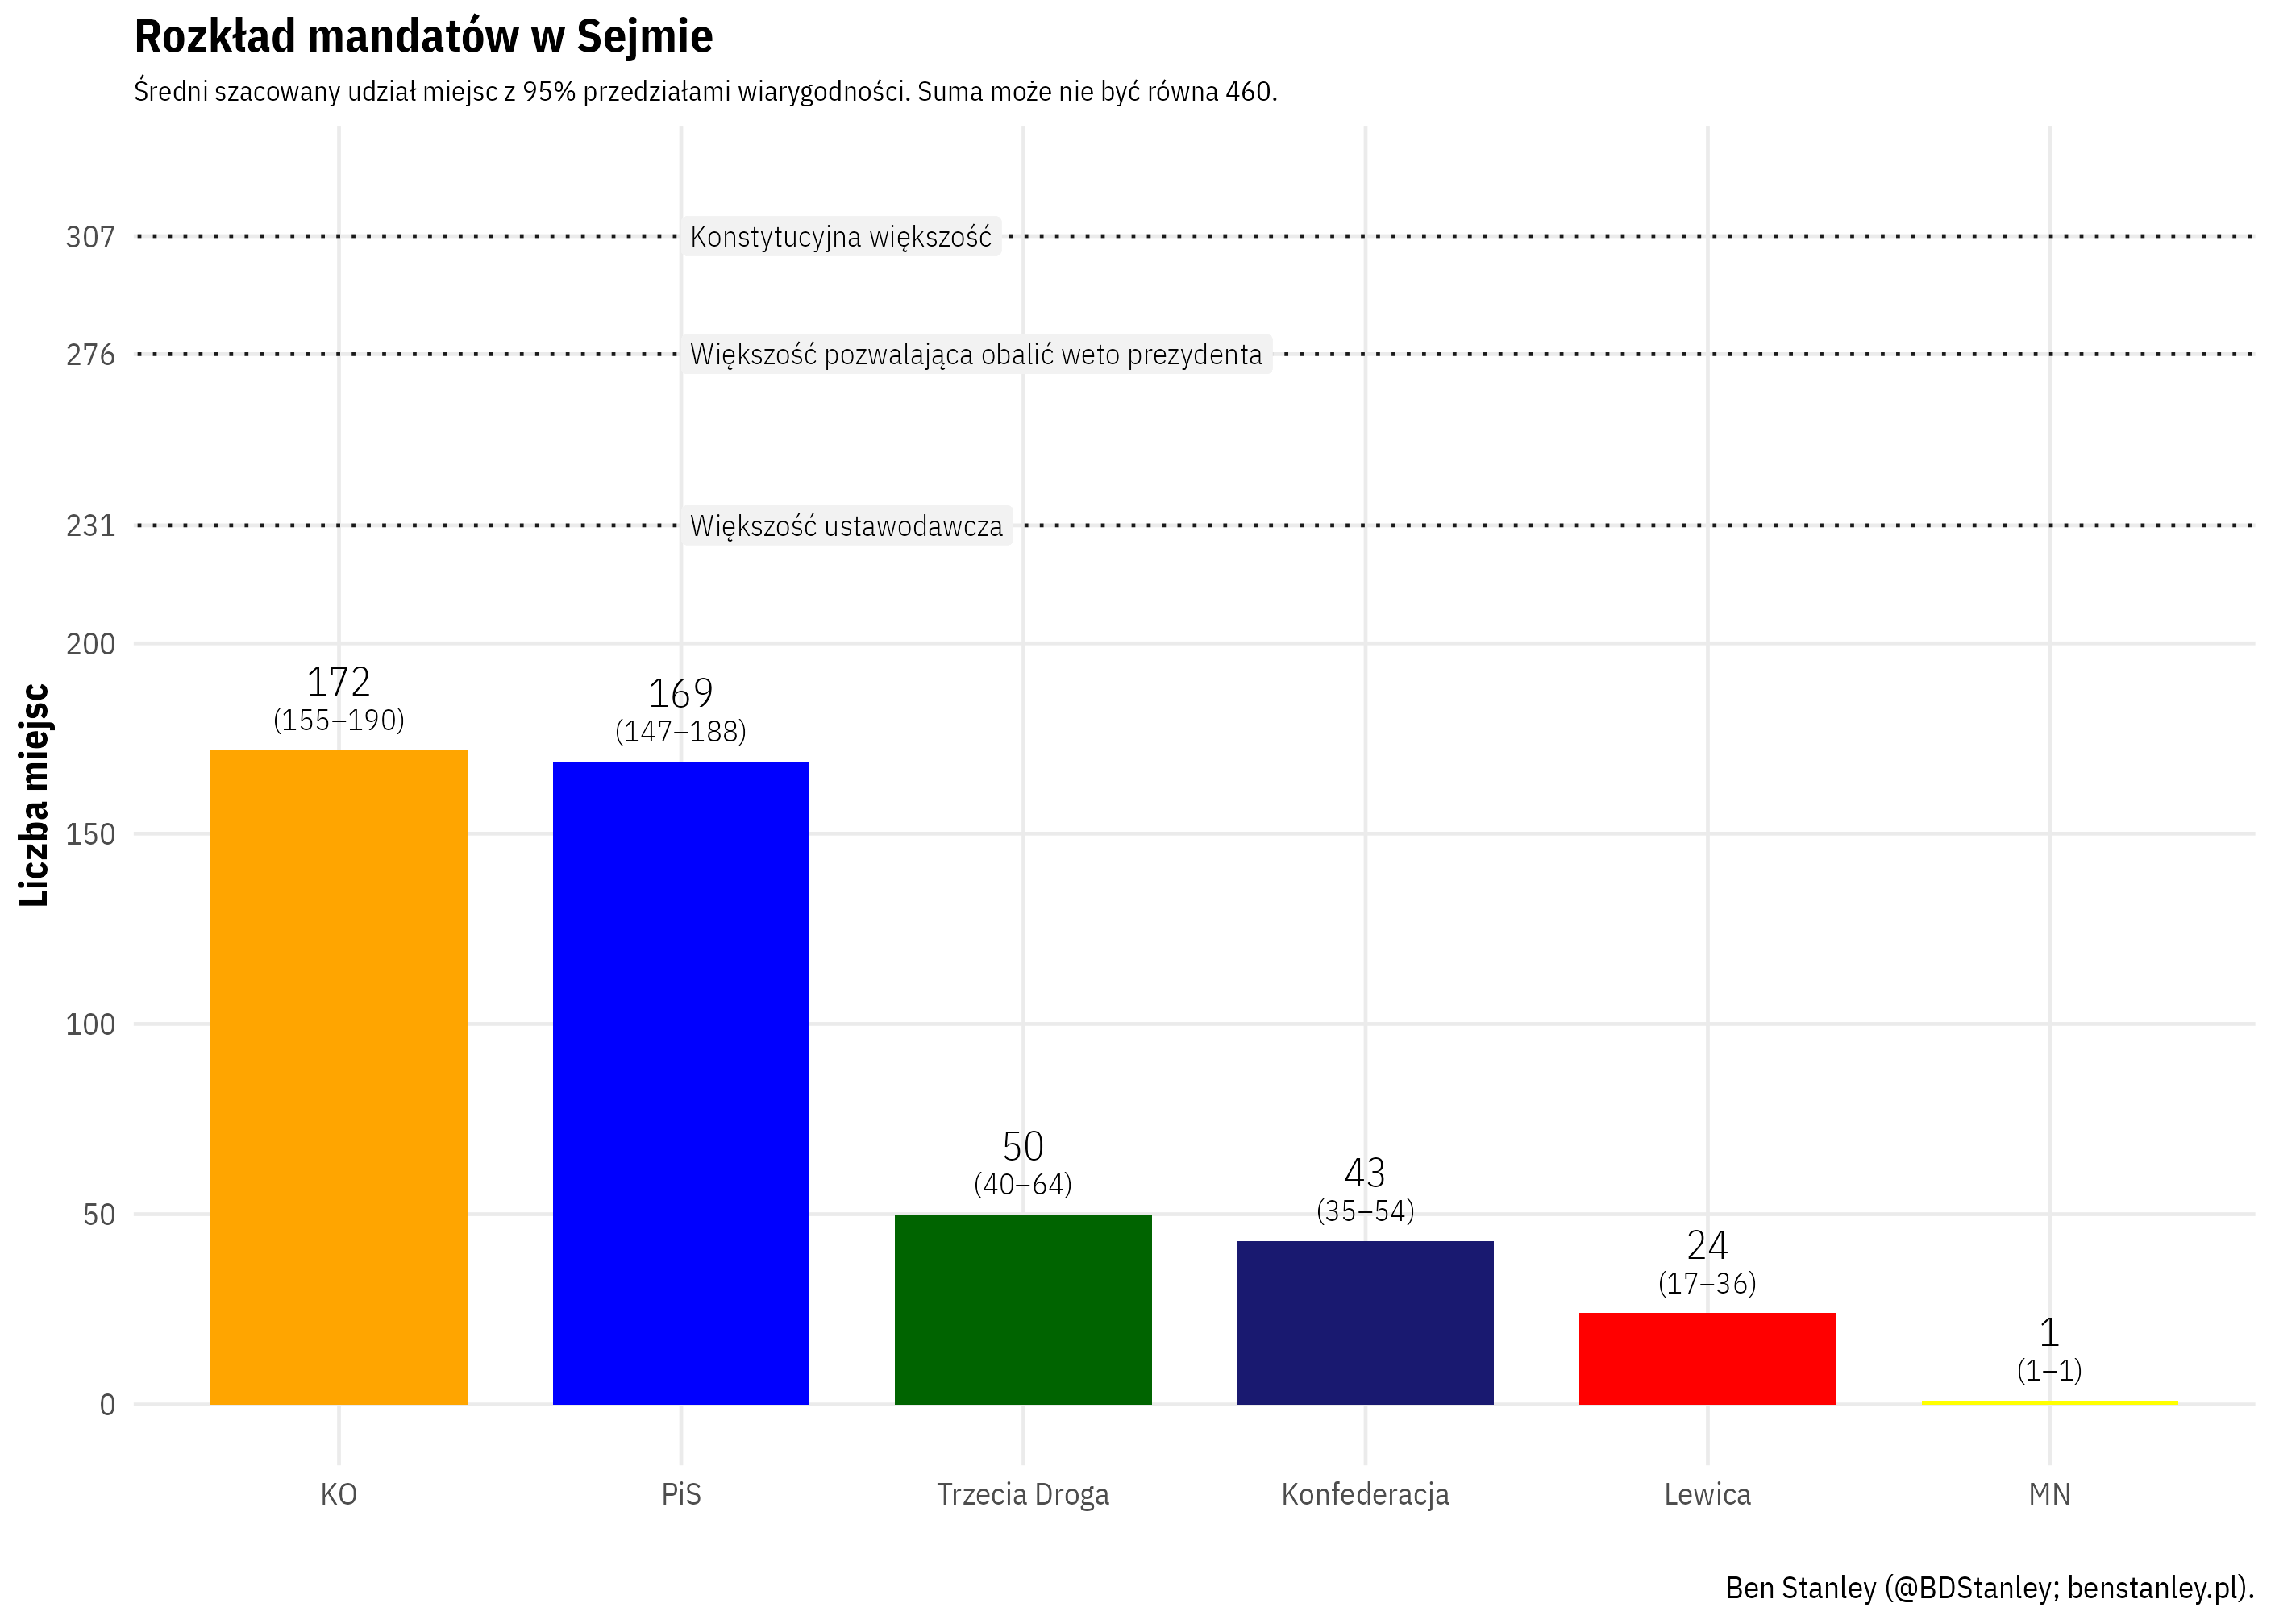 Rozkład mandatów w Sejmie
Średni szacowany udział miejsc z 95% przedziałami wiarygodności. Suma może nie być równa 460.
307
Konstytucyjna większość
276
Większość pozwalająca obalić weto prezydenta
231
Większość ustawodawcza
200
150
100
50
0
Liczba miejsc
172
(155–190)
169
(147–188)
50
(40–64)
43
(35–54)
24
(17–36)
1
(1–1)
KO
PiS
Trzecia Droga
Konfederacja
Lewica
MN
Ben Stanley (@BDStanley; benstanley.pl).